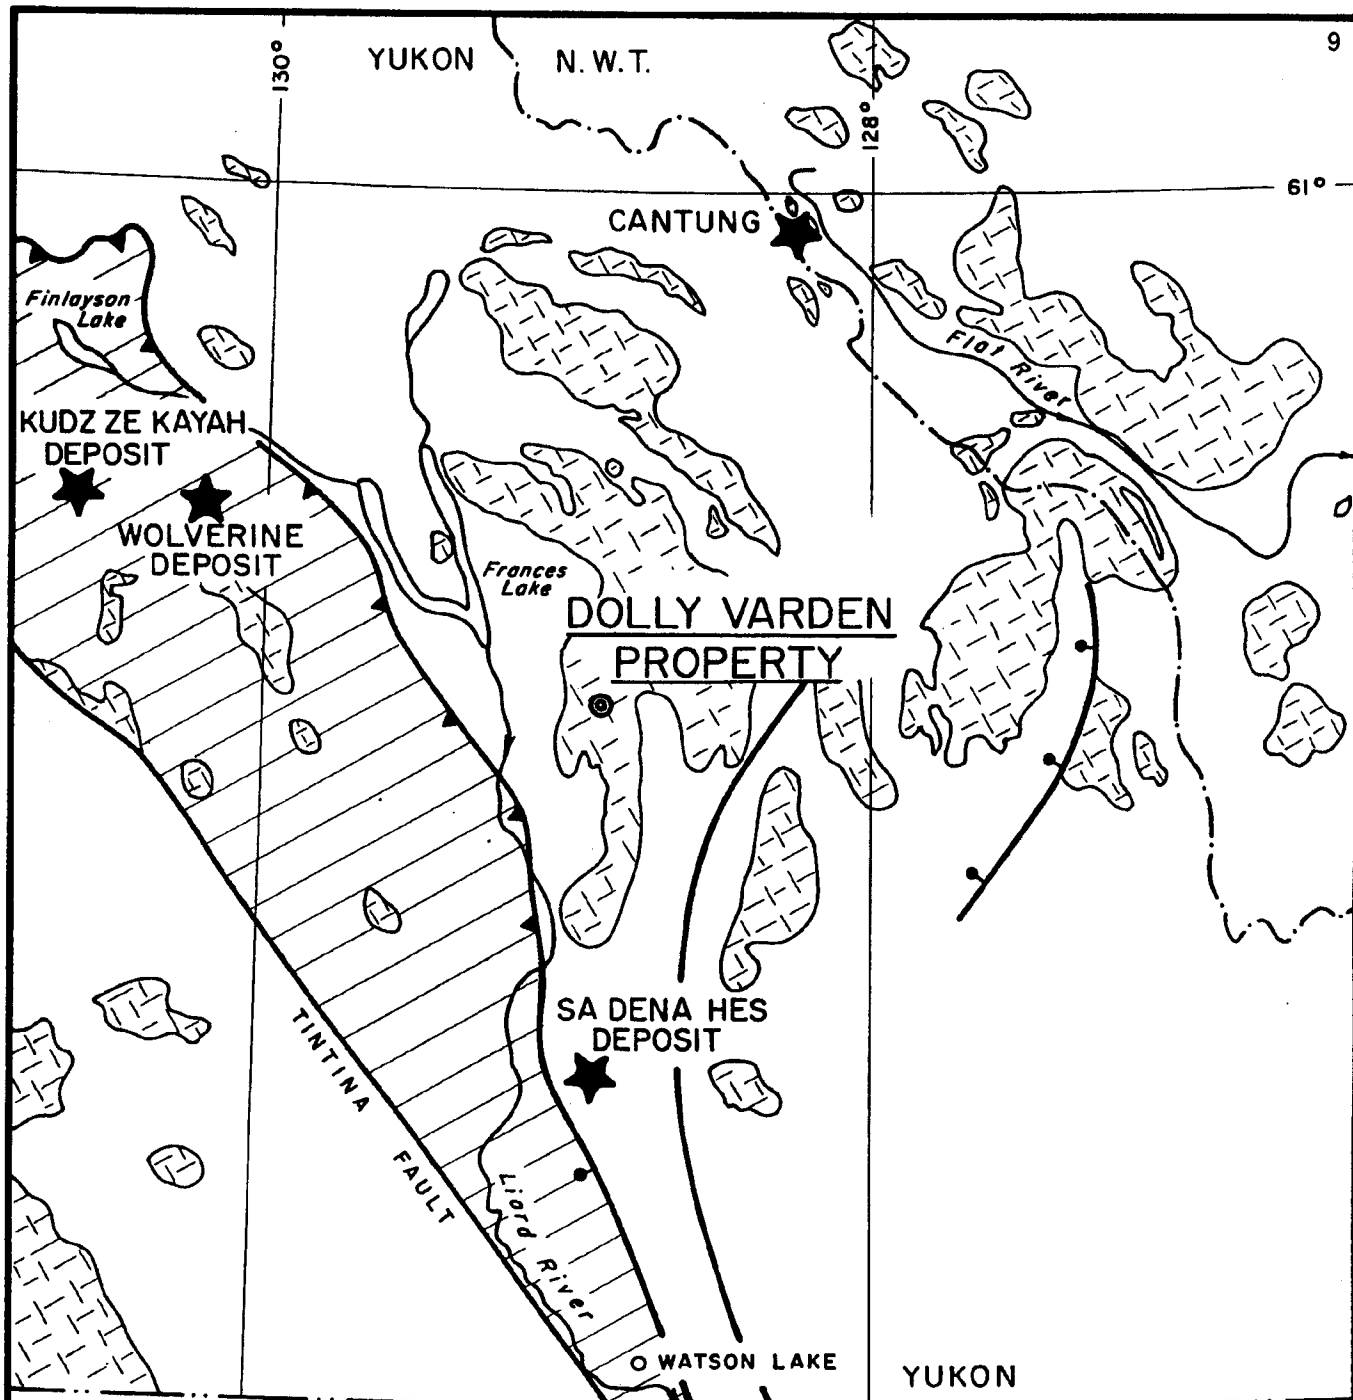 9
YUKON
N.W.T.
130°
128°
61°
CANTUNG
Finlayson
Lake
Flat River
KUDZ ZE KAYAH
DEPOSIT
WOLVERINE
DEPOSIT
Frances
Lake
DOLLY VARDEN
PROPERTY
SA DENA HES
DEPOSIT
TINTINA FAULT
Liard River
WATSON LAKE
YUKON